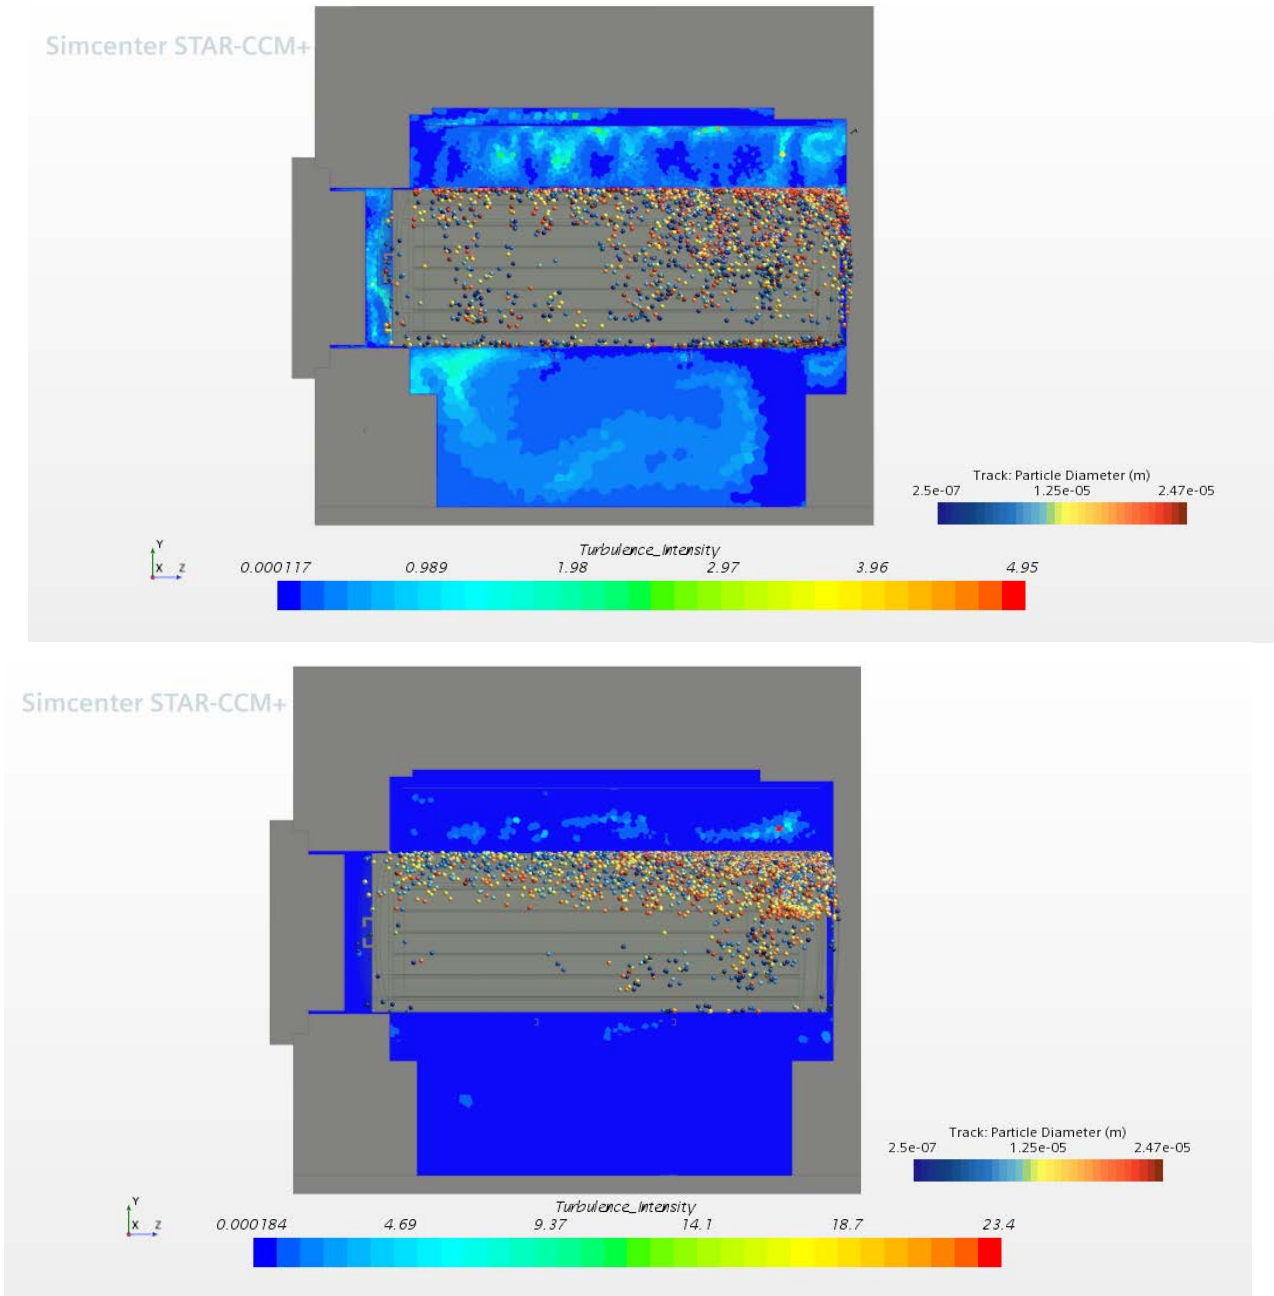 Simcenter STAR-CCM+
Track: Particle Diameter (m)
2.5e-07 1.25e-05 2.47e-05
Y
X Z
Turbulence_Intensity
0.000117 0.989 1.98 2.97 3.96 4.95
Simcenter STAR-CCM+
Track: Particle Diameter (m)
2.5e-07 1.25e-05 2.47e-05
Y
X Z
Turbulence_Intensity
0.000184 4.69 9.37 14.1 18.7 23.4